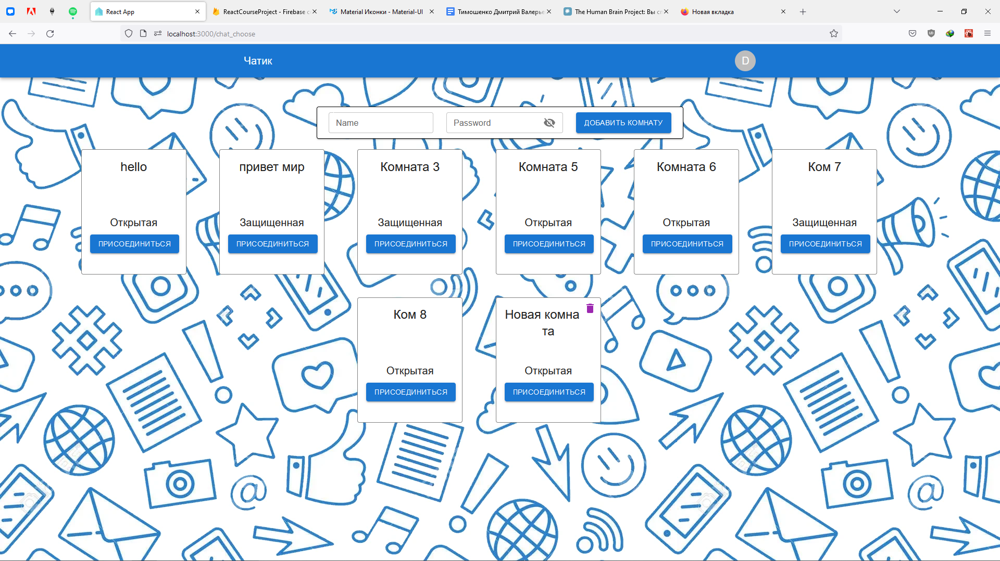 React App
ReactCourseProject - Firebase c
Material Иконки - Material-UI
Тимошенко Дмитрий Валерье
The Human Brain Project: Вы сп
Новая вкладка
localhost:3000/chat_choose
Чатик
D
Name
Password
ДОБАВИТЬ КОМНАТУ
hello
Открытая
ПРИСОЕДИНИТЬСЯ
привет мир
Защищенная
ПРИСОЕДИНИТЬСЯ
Комната 3
Защищенная
ПРИСОЕДИНИТЬСЯ
Комната 5
Открытая
ПРИСОЕДИНИТЬСЯ
Комната 6
Открытая
ПРИСОЕДИНИТЬСЯ
Ком 7
Защищенная
ПРИСОЕДИНИТЬСЯ
Ком 8
Открытая
ПРИСОЕДИНИТЬСЯ
Новая комна
та
Открытая
ПРИСОЕДИНИТЬСЯ